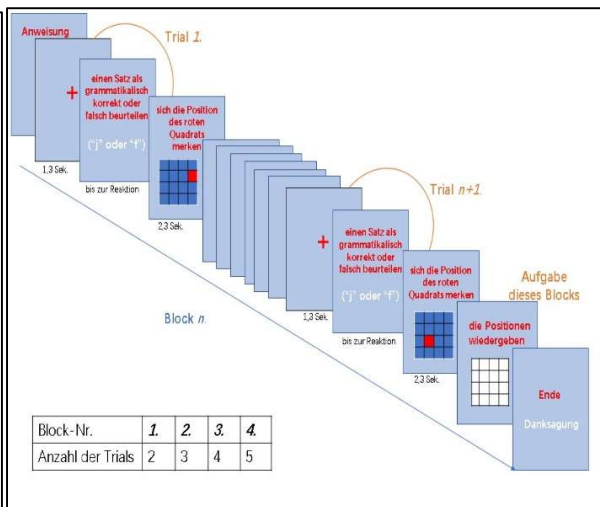 Anweisung
Trial 1.
+
1,3 Sek.
einen Satz als
grammatikalisch
korrekt oder
falsch beurteilen
("j" oder "f")
bis zur Reaktion
sich die Position
des roten
Quadrats
merken
2,3 Sek.
Trial n+1.
+
1,3 Sek.
einen Satz als
grammatikalisch
korrekt oder
falsch beurteilen
("j" oder "f")
bis zur Reaktion
sich die Position
des roten
Quadrats merken
2,3 Sek.
Aufgabe
dieses Blocks
die Positionen
wiedergeben
Ende
Danksagung
Block n.
Block-Nr. 1. 2. 3. 4.
Anzahl der Trials 2 3 4 5